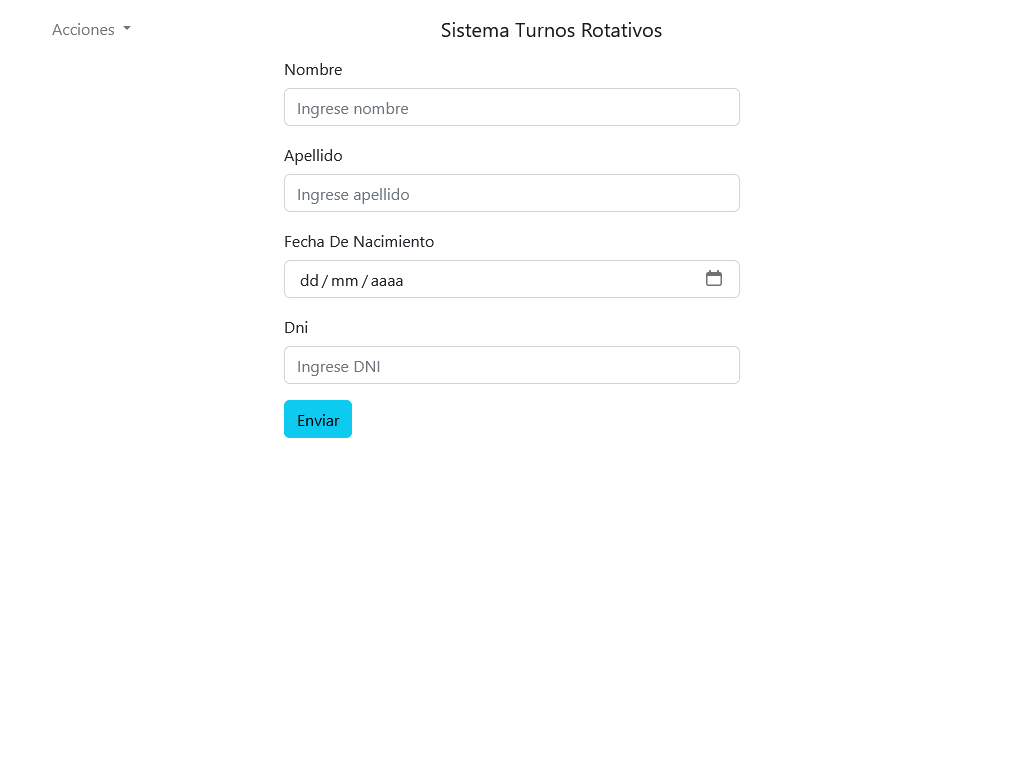 Acciones
Sistema Turnos Rotativos
Nombre
Ingrese nombre
Apellido
Ingrese apellido
Fecha De Nacimiento
dd/mm/aaaa
Dni
Ingrese DNI
Enviar